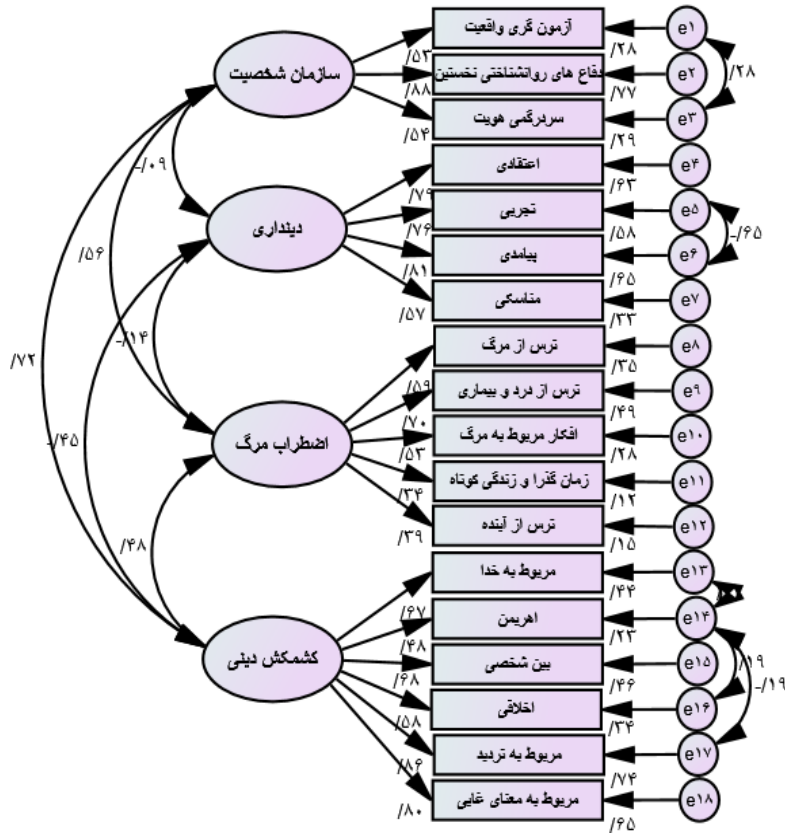 آزمون گری واقعیت
e۱
/۵۳
/۲۸
سازمان شخصیت
دفاع های روانشناختی نخستین
e۲
/۲۸
/۸۸
/۷۷
سردرگمی هویت
e۳
/۵۴
/۲۹
اعتقادی
e۴
-/۰۹
/۷۹
/۶۳
تجربی
e۵
/۷۶
/۵۸
دینداری
-/۶۵
پیامدی
e۶
/۵۶
/۸۱
/۶۵
مناسکی
e۷
/۵۷
/۳۳
-/۱۴
ترس از مرگ
e۸
/۷۲
/۵۹
/۳۵
ترس از درد و بیماری
e۹
/۷۰
/۴۹
-/۴۵
اضطراب مرگ
افکار مربوط به مرگ
e۱۰
/۵۳
/۲۸
زمان گذرا و زندگی کوتاه
e۱۱
/۳۴
/۱۲
ترس از آینده
e۱۲
/۳۹
/۱۵
/۴۸
مربوط به خدا
e۱۳
/۶۷
/۴۴
اهریمن
e۱۴
/۴۸
/۲۳
کشمکش دینی
بین شخصی
e۱۵
/۱۹
/۶۸
/۴۶
-/۱۹
اخلاقی
e۱۶
/۵۸
/۳۴
مربوط به تردید
e۱۷
/۸۶
/۷۴
مربوط به معنای غایی
e۱۸
/۸۰
/۶۵